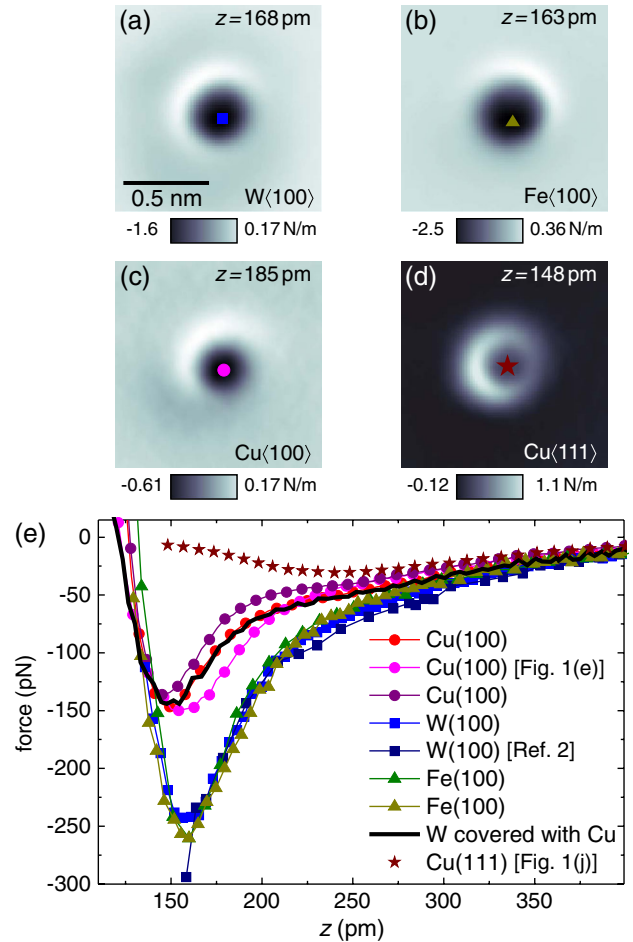 (a) z=168 pm
0.5 nm W⟨100⟩
-1.6 0.17 N/m
(b) z=163 pm
Fe⟨100⟩
-2.5 0.36 N/m
(c) z=185 pm
Cu⟨100⟩
-0.61 0.17 N/m
(d) z=148 pm
Cu⟨111⟩
-0.12 1.1 N/m
(e)
0
-50
-100
-150
-200
-250
-300
force (pN)
Cu(100)
Cu(100) [Fig. 1(e)]
Cu(100)
W(100)
W(100) [Ref. 2]
Fe(100)
Fe(100)
W covered with Cu
Cu(111) [Fig. 1(j)]
150 200 250 300 350
z (pm)